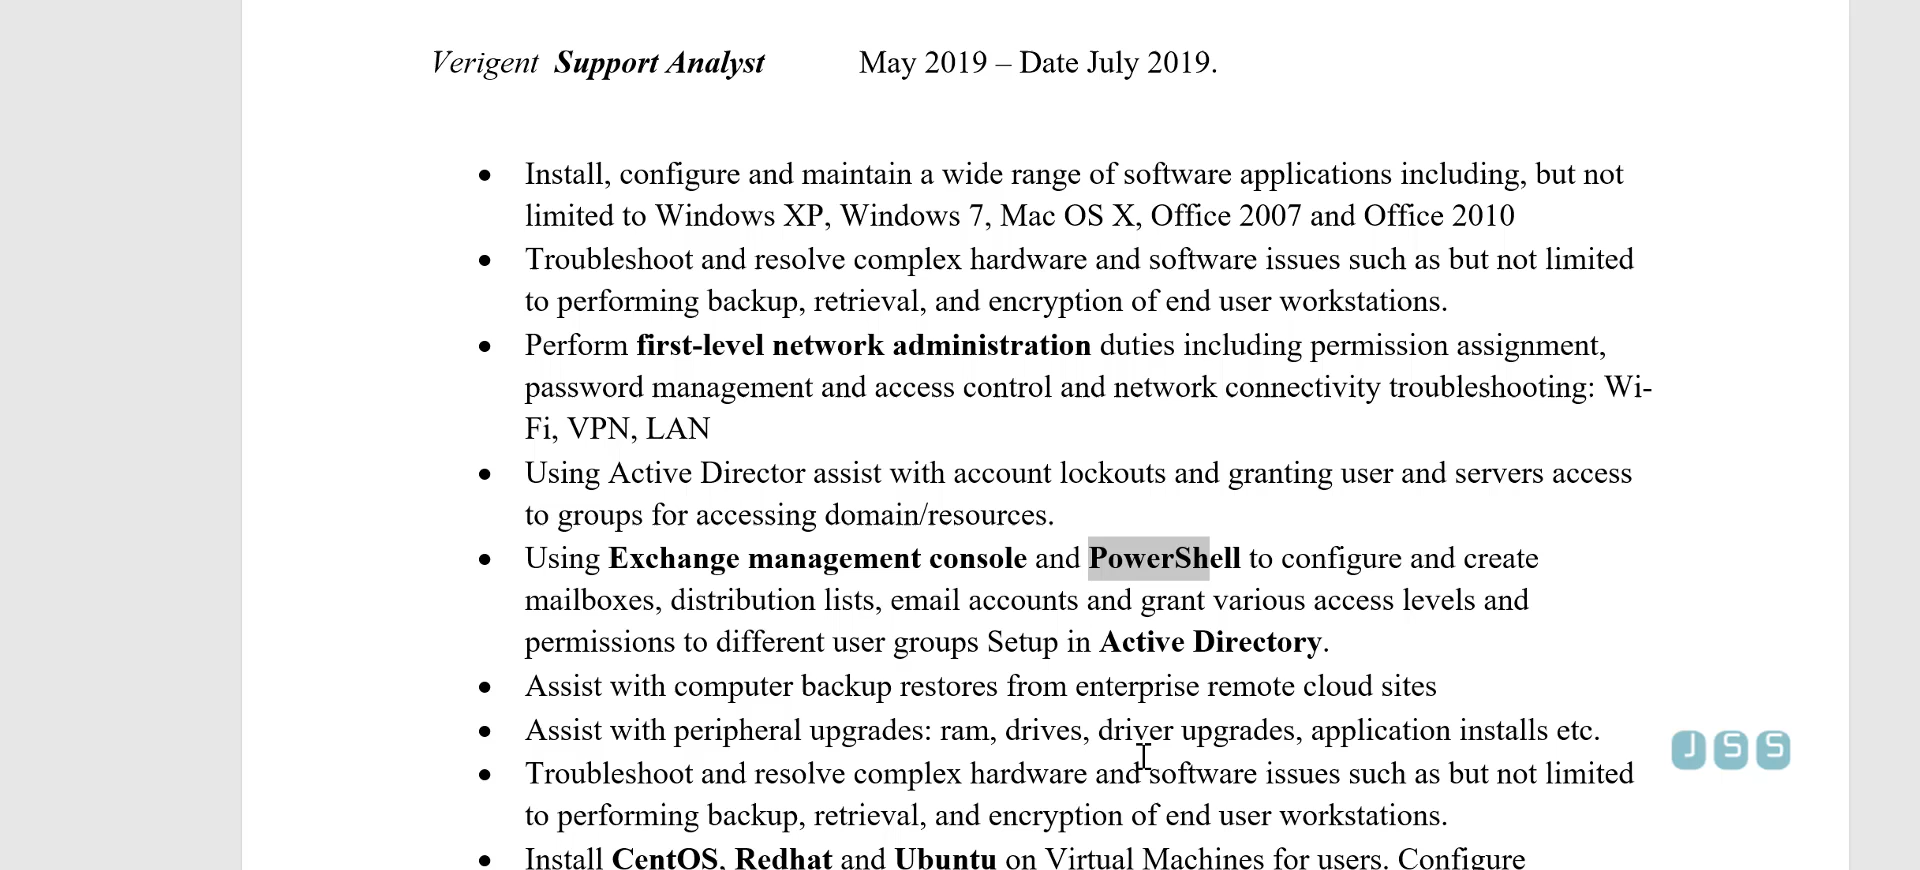 Verigent Support Analyst May 2019 – Date July 2019.
• Install, configure and maintain a wide range of software applications including, but not
limited to Windows XP, Windows 7, Mac OS X, Office 2007 and Office 2010
• Troubleshoot and resolve complex hardware and software issues such as but not limited
to performing backup, retrieval, and encryption of end user workstations.
• Perform first-level network administration duties including permission assignment,
password management and access control and network connectivity troubleshooting: Wi-
Fi, VPN, LAN
• Using Active Director assist with account lockouts and granting user and servers access
to groups for accessing domain/resources.
• Using Exchange management console and PowerShell to configure and create
mailboxes, distribution lists, email accounts and grant various access levels and
permissions to different user groups Setup in Active Directory.
• Assist with computer backup restores from enterprise remote cloud sites
• Assist with peripheral upgrades: ram, drives, driver upgrades, application installs etc.
JSS
• Troubleshoot and resolve complex hardware and software issues such as but not limited
to performing backup, retrieval, and encryption of end user workstations.
• Install CentOS, Redhat and Ubuntu on Virtual Machines for users. Configure